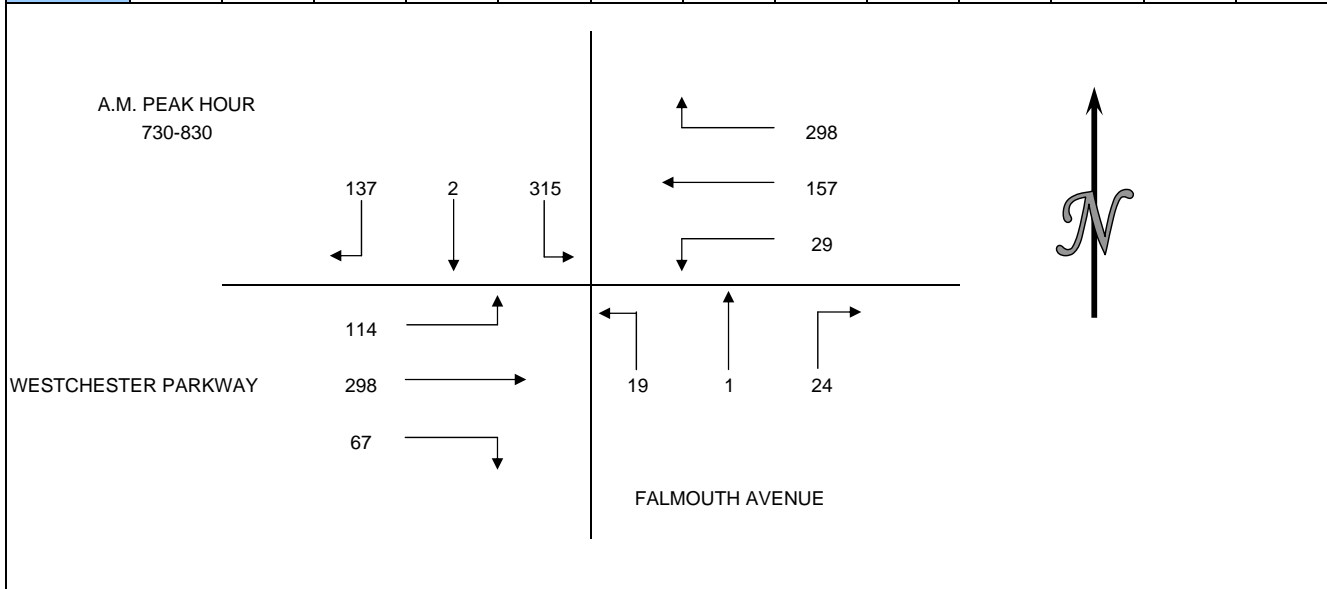 A.M. PEAK HOUR
730-830
298
137 2 315
157
29
114
WESTCHESTER PARKWAY 298
19 1 24
67
FALMOUTH AVENUE
N